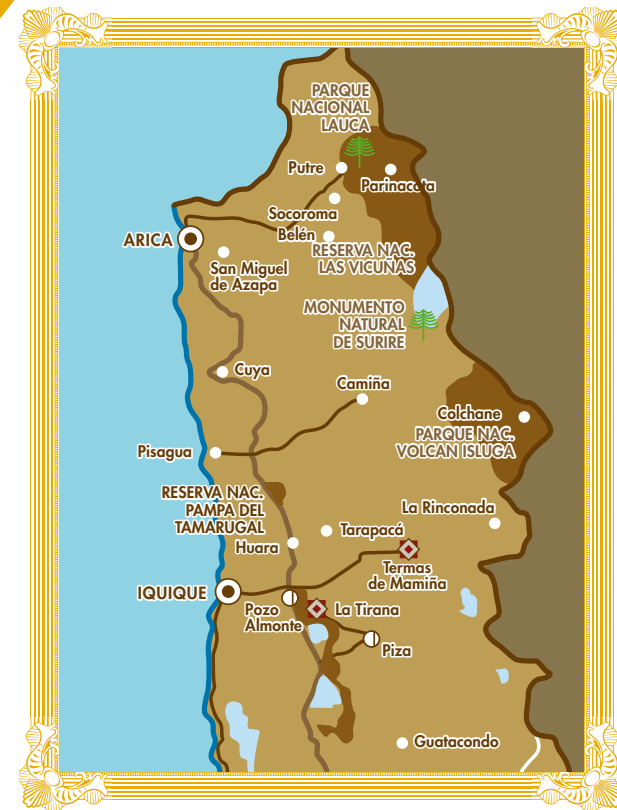 PARQUE
NACIONAL
LAUCA
Putre
Parinacota
Socoroma
Belén
ARICA
RESERVA NAC.
LAS VICUÑAS
San Miguel
de Azapa
MONUMENTO
NATURAL
DE SURIRE
Cuya
Camiña
Colchane
PARQUE NAC.
VOLCAN ISLUGA
Pisagua
RESERVA NAC.
PAMPA DEL
TAMARUGAL
La Rinconada
Tarapacá
Huara
Termas
de Mamiña
IQUIQUE
Pozo
Almonte
La Tirana
Piza
Guatacondo